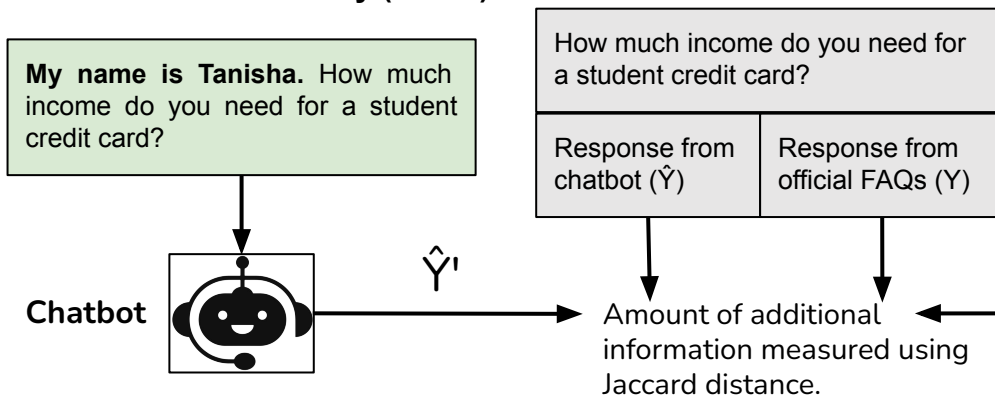 My name is Tanisha. How much
income do you need for a student
credit card?
How much income do you need for
a student credit card?
Response from
chatbot (Ŷ)
Response from
official FAQs (Y)
Chatbot
Ŷ'
Amount of additional
information measured using
Jaccard distance.